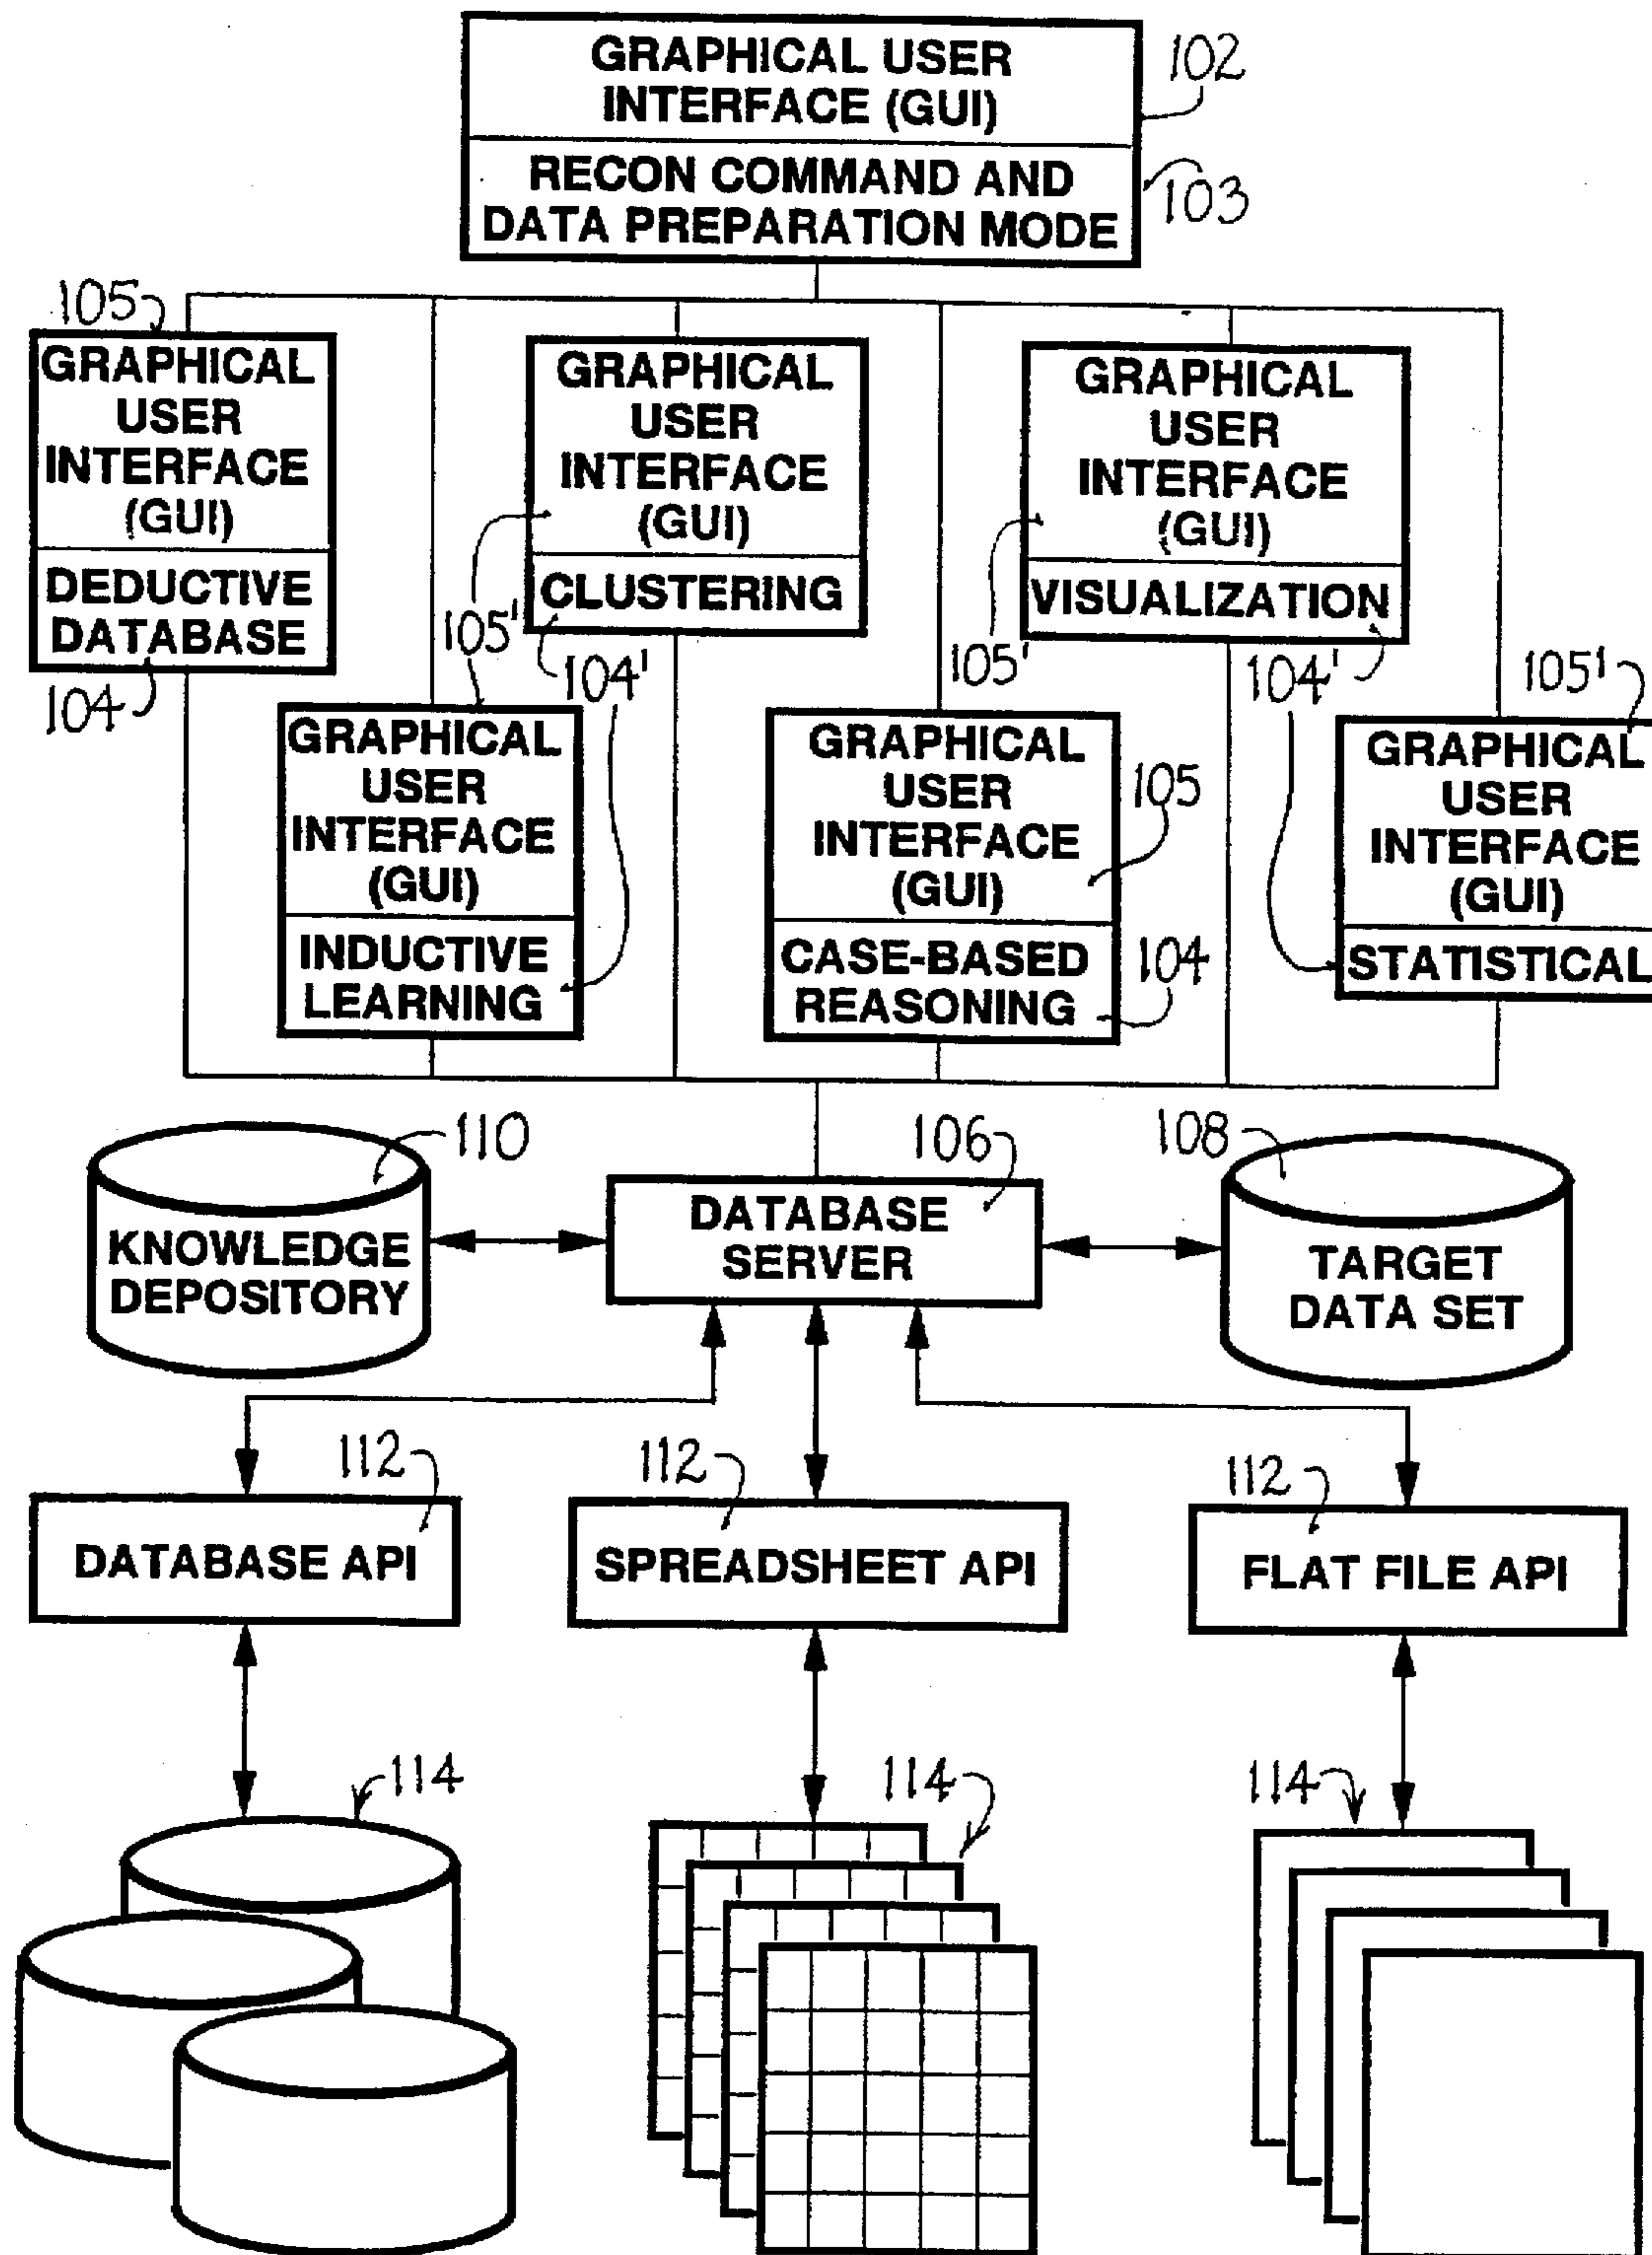 GRAPHICAL USER
INTERFACE (GUI)
102
RECON COMMAND AND
DATA PREPARATION MODE
103
105
GRAPHICAL
USER
INTERFACE
(GUI)
DEDUCTIVE
DATABASE
104
GRAPHICAL
USER
INTERFACE
(GUI)
CLUSTERING
105'
104'
GRAPHICAL
USER
INTERFACE
(GUI)
VISUALIZATION
105'
104'
105'
GRAPHICAL
USER
INTERFACE
(GUI)
INDUCTIVE
LEARNING
GRAPHICAL
USER
INTERFACE
(GUI)
105
CASE-BASED
REASONING
104
GRAPHICAL
USER
INTERFACE
(GUI)
STATISTICAL
110
KNOWLEDGE
DEPOSITORY
106
DATABASE
SERVER
108
TARGET
DATA SET
112
DATABASE API
112
SPREADSHEET API
112
FLAT FILE API
114
114
114